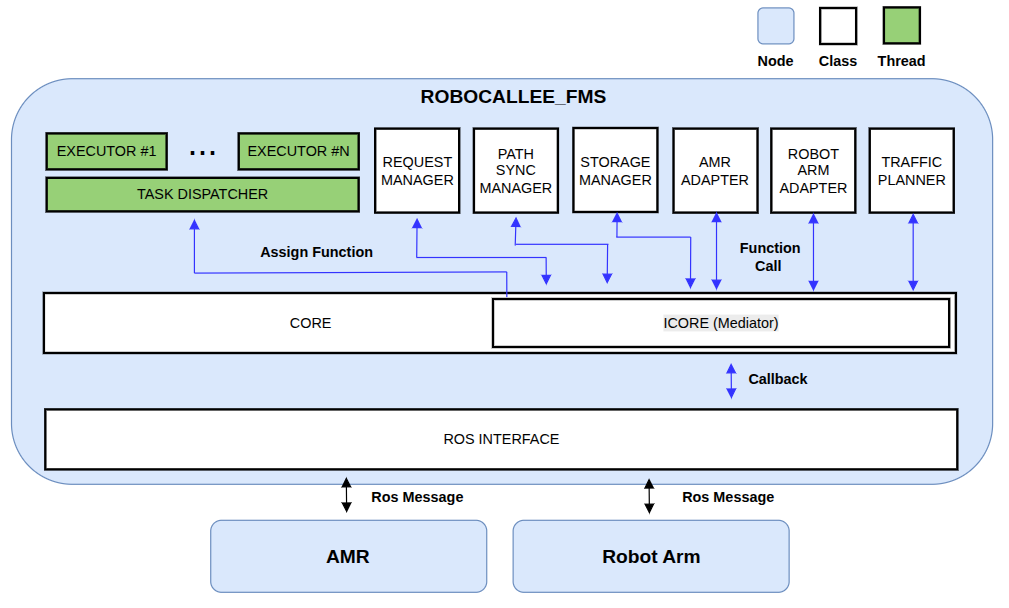 Node Class Thread
ROBOCALLEE_FMS
EXECUTOR #1 ... EXECUTOR #N
TASK DISPATCHER
REQUEST
MANAGER
PATH
SYNC
MANAGER
STORAGE
MANAGER
AMR
ADAPTER
ROBOT
ARM
ADAPTER
TRAFFIC
PLANNER
Assign Function
Function
Call
CORE
ICORE (Mediator)
Callback
ROS INTERFACE
Ros Message
Ros Message
AMR
Robot Arm